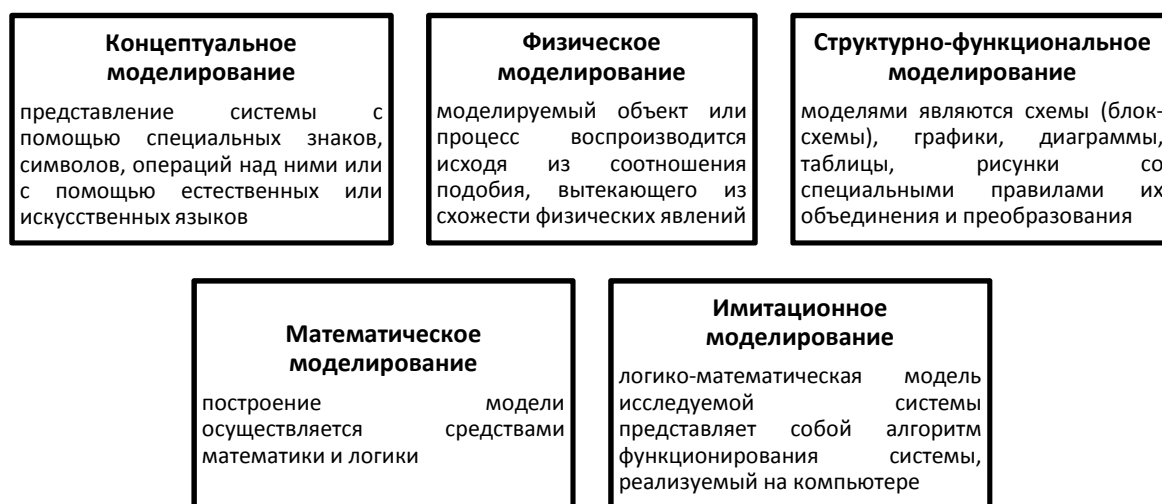 Концептуальное
моделирование
представление системы с
помощью специальных знаков,
символов, операций над ними или
с помощью естественных или
искусственных языков
Физическое
моделирование
моделируемый объект или
процесс воспроизводится
исходя из соотношения
подобия, вытекающего из
схожести физических явлений
Структурно-функциональное
моделирование
моделями являются схемы (блок-
схемы), графики, диаграммы,
таблицы, рисунки со
специальными правилами их
объединения и преобразования
Математическое
моделирование
построение модели
осуществляется средствами
математики и логики
Имитационное
моделирование
логико-математическая модель
исследуемой системы
представляет собой алгоритм
функционирования системы,
реализуемый на компьютере